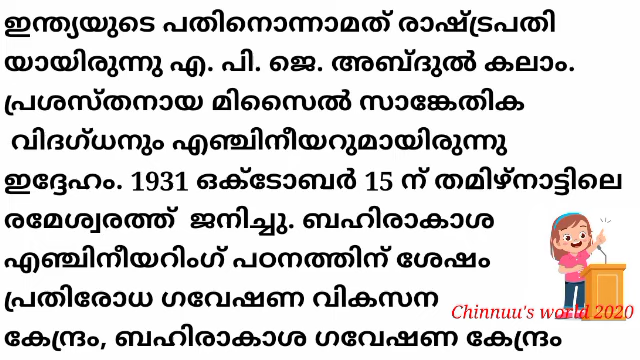 ഇന്ത്യയുടെ പതിനൊന്നാമത് രാഷ്ട്രപതി
യായിരുന്നു എ. പി. ജെ. അബ്ദുൽ കലാം.
പ്രശസ്തനായ മിസൈൽ സാങ്കേതിക
വിദഗ്ധനും എഞ്ചിനീയറുമായിരുന്നു
ഇദ്ദേഹം. 1931 ഒക്ടോബർ 15 ന് തമിഴ്നാട്ടിലെ
രമേശ്വരത്ത് ജനിച്ചു. ബഹിരാകാശ
എഞ്ചിനീയറിംഗ് പഠനത്തിന് ശേഷം
പ്രതിരോധ ഗവേഷണ വികസന
Chinnuu's world 2020
കേന്ദ്രം, ബഹിരാകാശ ഗവേഷണ കേന്ദ്രം